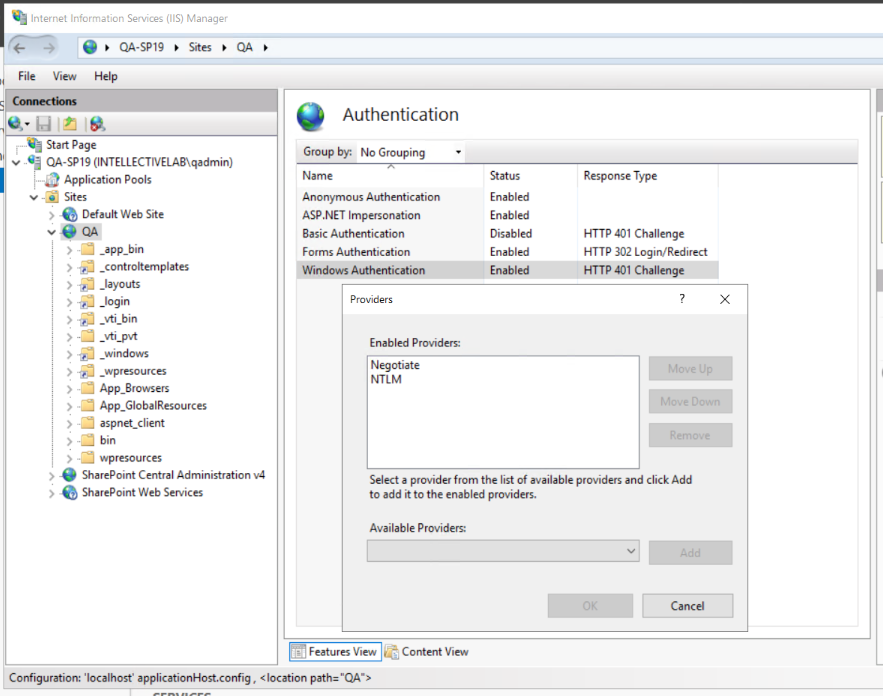 Internet Information Services (IIS) Manager
QA-SP19 Sites QA
File View Help
Connections
Start Page
QA-SP19 (INTELLECTIVELAB\qadmin)
Application Pools
Sites
Default Web Site
QA
_app_bin
_controltemplates
_layouts
_login
_vti_bin
_vti_pvt
_windows
_wpresources
App_Browsers
App_GlobalResources
aspnet_client
bin
wpresources
SharePoint Central Administration v4
SharePoint Web Services
Authentication
Group by: No Grouping
Name Status Response Type
Anonymous Authentication Enabled
ASP.NET Impersonation Enabled
Basic Authentication Disabled HTTP 401 Challenge
Forms Authentication Enabled HTTP 302 Login/Redirect
Windows Authentication Enabled HTTP 401 Challenge
Providers ?
Enabled Providers:
Negotiate
NTLM
Move Up
Move Down
Remove
Select a provider from the list of available providers and click Add
to add it to the enabled providers.
Available Providers:
Add
OK Cancel
Features View Content View
Configuration: 'localhost' applicationHost.config , <location path="QA">
SERVICES